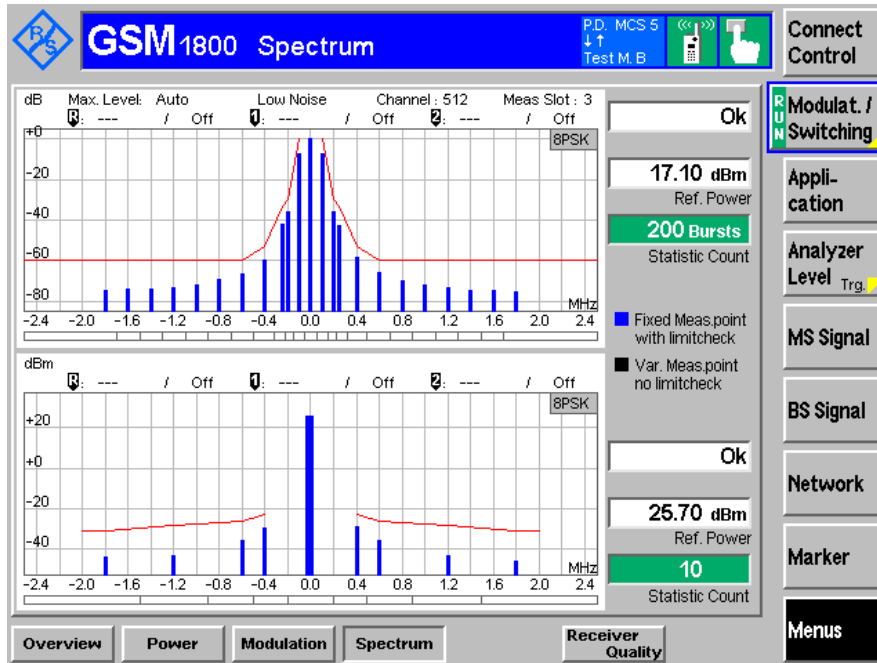 R/S
GSM 1800 Spectrum
P.D. MCS 5
↓↑
Test M. B
Connect
Control
dB Max. Level: Auto Low Noise Channel : 512 Meas Slot : 3
R: --- / Off 1: --- / Off 2: --- / Off
+0
8PSK
-20
-40
-60
-80
MHz
-2.4 -2.0 -1.6 -1.2 -0.8 -0.4 0.0 0.4 0.8 1.2 1.6 2.0 2.4
Ok
17.10 dBm
Ref. Power
200 Bursts
Statistic Count
Fixed Meas.point
with limitcheck
Var. Meas.point
no limitcheck
dBm
R: --- / Off 1: --- / Off 2: --- / Off
8PSK
+20
+0
-20
-40
MHz
-2.4 -2.0 -1.6 -1.2 -0.8 -0.4 0.0 0.4 0.8 1.2 1.6 2.0 2.4
Ok
25.70 dBm
Ref. Power
10
Statistic Count
RUN
Modulat. /
Switching
Appli-
cation
Analyzer
Level Trg.
MS Signal
BS Signal
Network
Marker
Menus
Overview Power Modulation Spectrum Receiver
Quality